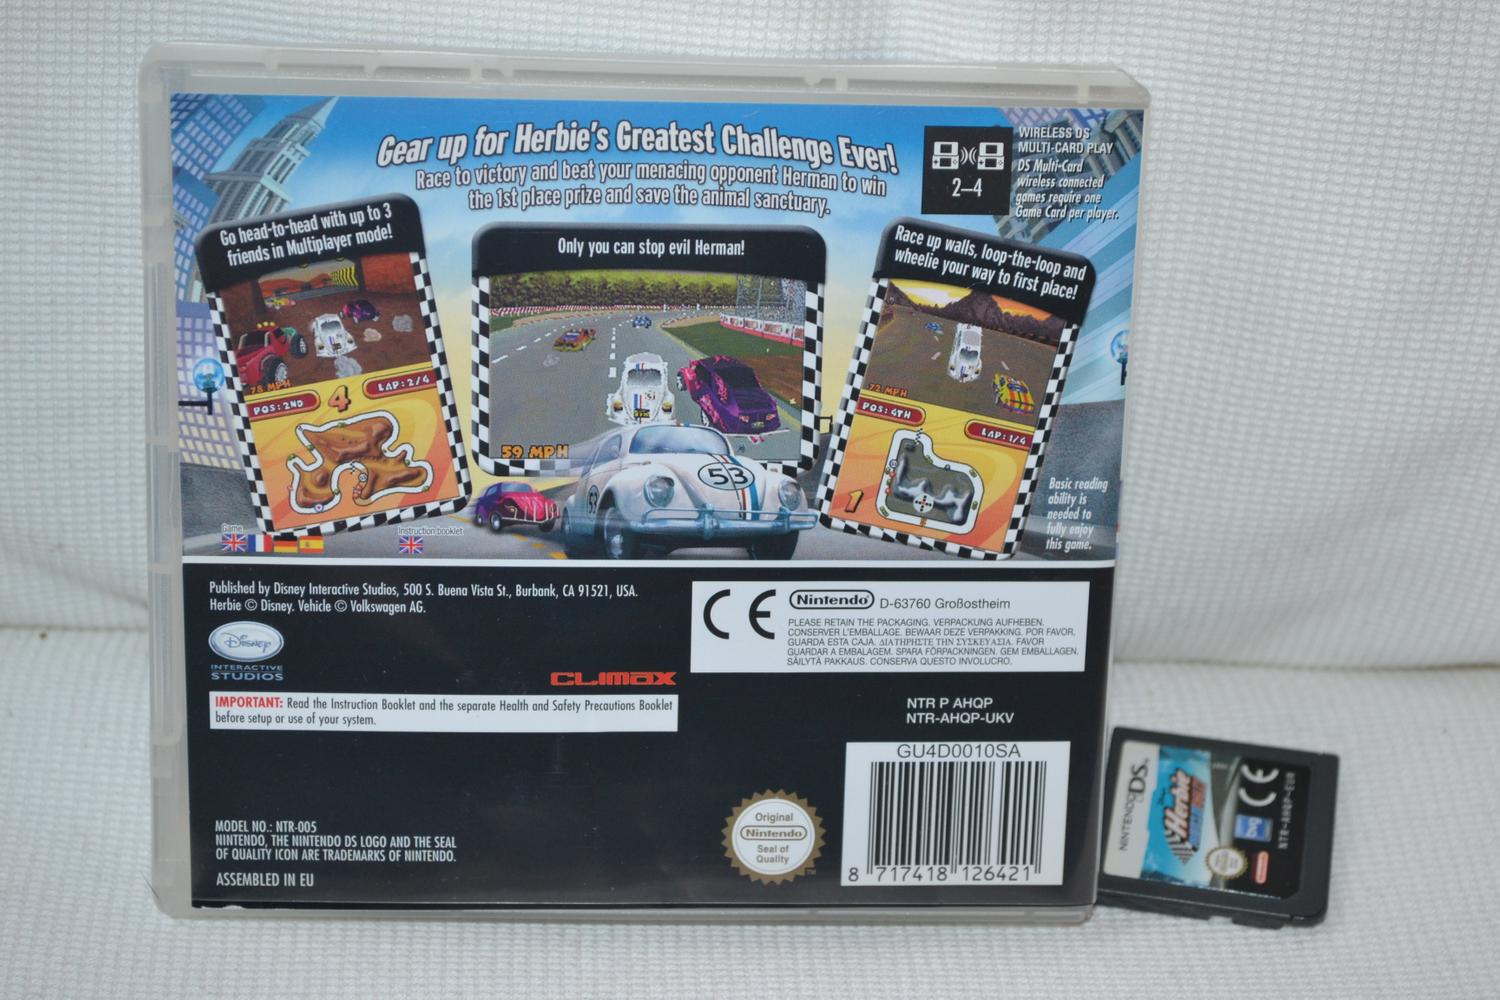 Gear up for Herbie's Greatest Challenge Ever!
Race to victory and beat your menacing opponent Herman to win
the 1st place prize and save the animal sanctuary.
2–4
WIRELESS DS
MULTI-CARD PLAY
DS Multi-Card
wireless connected
games require one
Game Card per player.
Go head-to-head with up to 3
friends in Multiplayer mode!
78 MPH
POS: 2ND
4
LAP: 2/4
Only you can stop evil Herman!
59 MPH
53
53
Race up walls, loop-the-loop and
wheelie your way to first place!
72 MPH
POS: 4TH
LAP: 1/4
1
Basic reading
ability is
needed to
fully enjoy
this game.
Game
Instruction booklet
Published by Disney Interactive Studios, 500 S. Buena Vista St., Burbank, CA 91521, USA.
Herbie © Disney. Vehicle © Volkswagen AG.
Disney
INTERACTIVE
STUDIOS
CLIMAX
IMPORTANT: Read the Instruction Booklet and the separate Health and Safety Precautions Booklet
before setup or use of your system.
CE
Nintendo
D-63760 Großostheim
PLEASE RETAIN THE PACKAGING. VERPACKUNG AUFHEBEN.
CONSERVER L'EMBALLAGE. BEWAAR DEZE VERPAKKING. POR FAVOR,
GUARDA ESTA CAJA. ΔΙΑΤΗΡΗΣΤΕ ΤΗΝ ΣΥΣΚΕΥΑΣΙΑ. FAVOR
GUARDAR A EMBALAGEM. SPARA FÖRPACKNINGEN. GEM EMBALLAGEN.
SÄILYTÄ PAKKAUS. CONSERVA QUESTO INVOLUCRO.
NTR P AHQP
NTR-AHQP-UKV
GU4D0010SA
8 717418 126421
MODEL NO.: NTR-005
NINTENDO, THE NINTENDO DS LOGO AND THE SEAL
OF QUALITY ICON ARE TRADEMARKS OF NINTENDO.
ASSEMBLED IN EU
Original
Nintendo
Seal of
Quality
TM
NINTENDO DS
Herbie
CE
NTR-AHQP-EUR
Nintendo